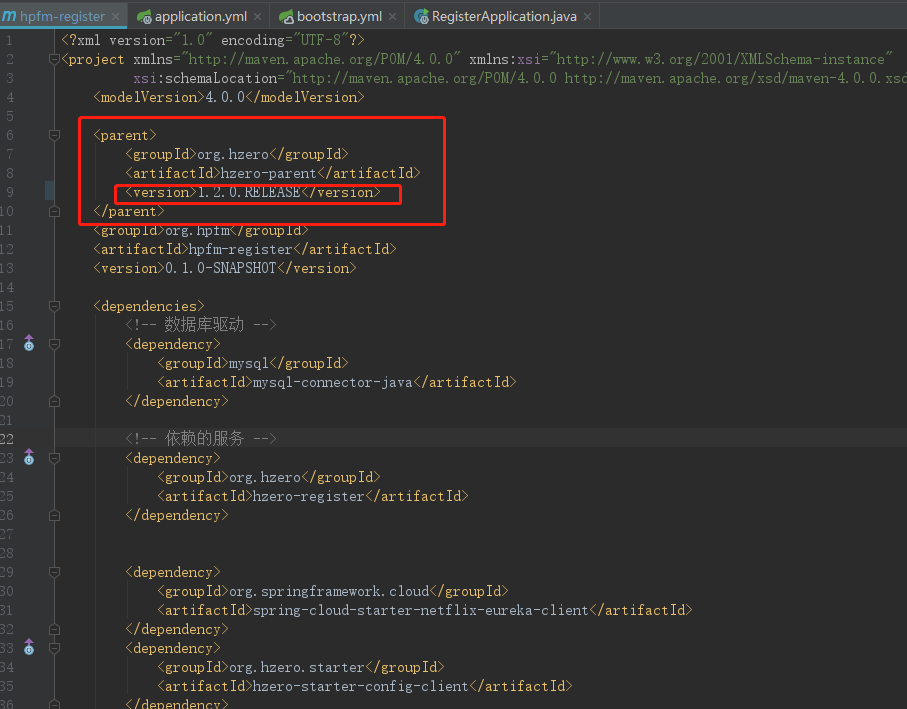 hpfm-register × application.yml × bootstrap.yml × RegisterApplication.java ×
1 <?xml version="1.0" encoding="UTF-8"?>
2 <project xmlns="http://maven.apache.org/POM/4.0.0" xmlns:xsi="http://www.w3.org/2001/XMLSchema-instance"
3 xsi:schemaLocation="http://maven.apache.org/POM/4.0.0 http://maven.apache.org/xsd/maven-4.0.0.xsd
4 <modelVersion>4.0.0</modelVersion>
5
6 <parent>
7 <groupId>org.hzero</groupId>
8 <artifactId>hzero-parent</artifactId>
9 <version>1.2.0.RELEASE</version>
10 </parent>
11 <groupId>org.hpfm</groupId>
12 <artifactId>hpfm-register</artifactId>
13 <version>0.1.0-SNAPSHOT</version>
14
15 <dependencies>
16 <!-- 数据库驱动 -->
17 <dependency>
18 <groupId>mysql</groupId>
19 <artifactId>mysql-connector-java</artifactId>
20 </dependency>
21
22 <!-- 依赖的服务 -->
23 <dependency>
24 <groupId>org.hzero</groupId>
25 <artifactId>hzero-register</artifactId>
26 </dependency>
27
28
29 <dependency>
30 <groupId>org.springframework.cloud</groupId>
31 <artifactId>spring-cloud-starter-netflix-eureka-client</artifactId>
32 </dependency>
33 <dependency>
34 <groupId>org.hzero.starter</groupId>
35 <artifactId>hzero-starter-config-client</artifactId>
36 </dependency>